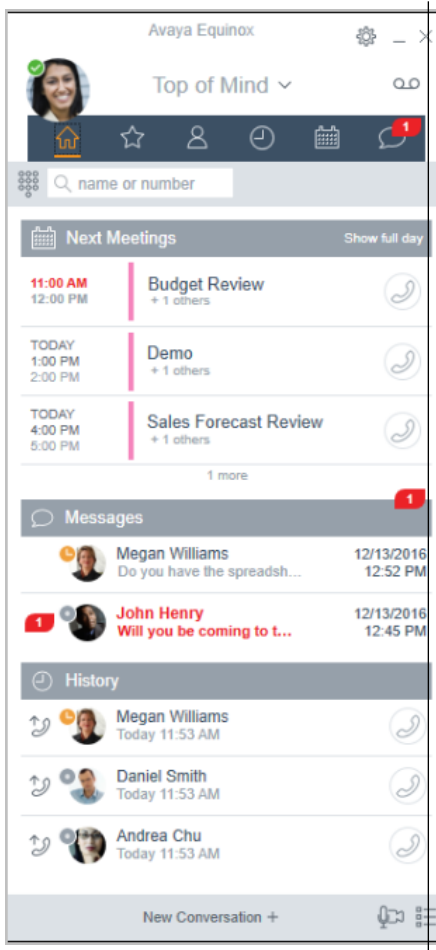 Avaya Equinox
Top of Mind
1
name or number
Next Meetings Show full day
11:00 AM Budget Review
12:00 PM + 1 others
TODAY
1:00 PM Demo
2:00 PM + 1 others
TODAY
4:00 PM Sales Forecast Review
5:00 PM + 1 others
1 more
1
Messages
Megan Williams 12/13/2016
Do you have the spreadsh... 12:52 PM
1 John Henry 12/13/2016
Will you be coming to t... 12:45 PM
History
Megan Williams
Today 11:53 AM
Daniel Smith
Today 11:53 AM
Andrea Chu
Today 11:53 AM
New Conversation +